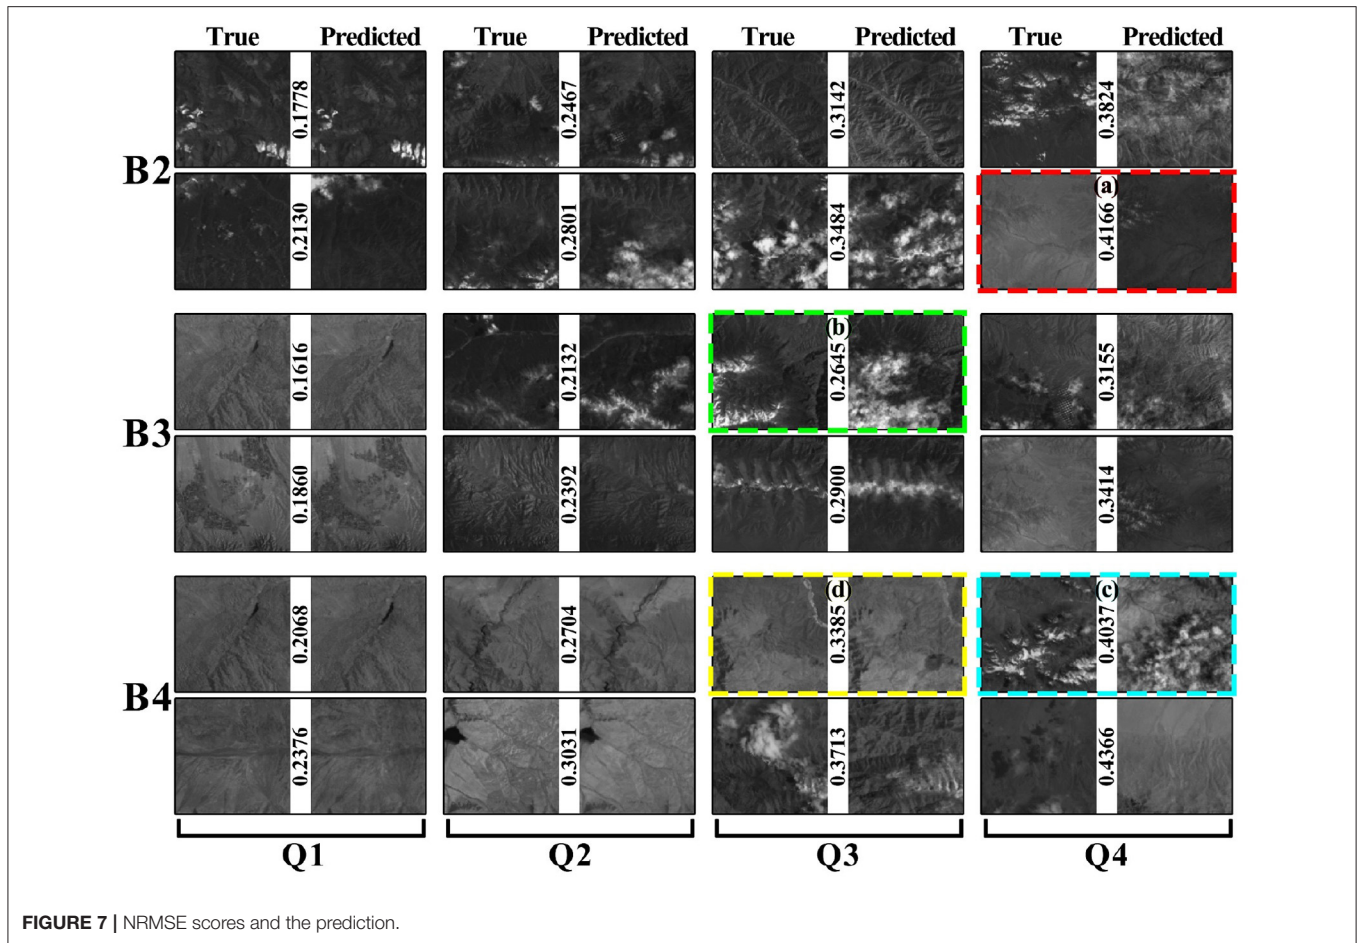 True Predicted True Predicted True Predicted True Predicted
B2
0.1778 0.2467 0.3142 0.3824
(a)
0.2130 0.2801 0.3484 0.4166
B3
(b)
0.1616 0.2132 0.2645 0.3155
0.1860 0.2392 0.2900 0.3414
B4
(d) (c)
0.2068 0.2704 0.3385 0.4037
0.2376 0.3031 0.3713 0.4366
Q1 Q2 Q3 Q4
FIGURE 7 | NRMSE scores and the prediction.